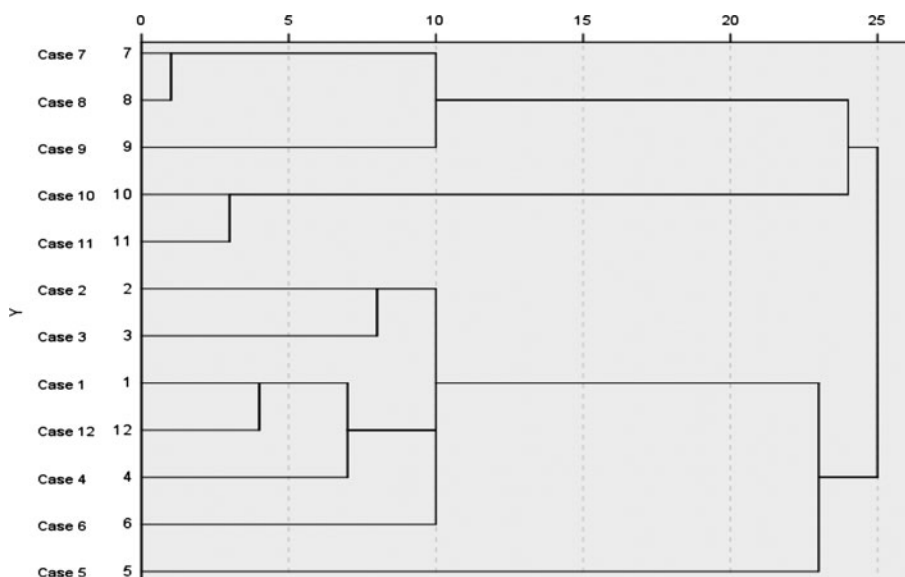 0 5 10 15 20 25
Case 7 7
Case 8 8
Case 9 9
Case 10 10
Case 11 11
Case 2 2
Y
Case 3 3
Case 1 1
Case 12 12
Case 4 4
Case 6 6
Case 5 5